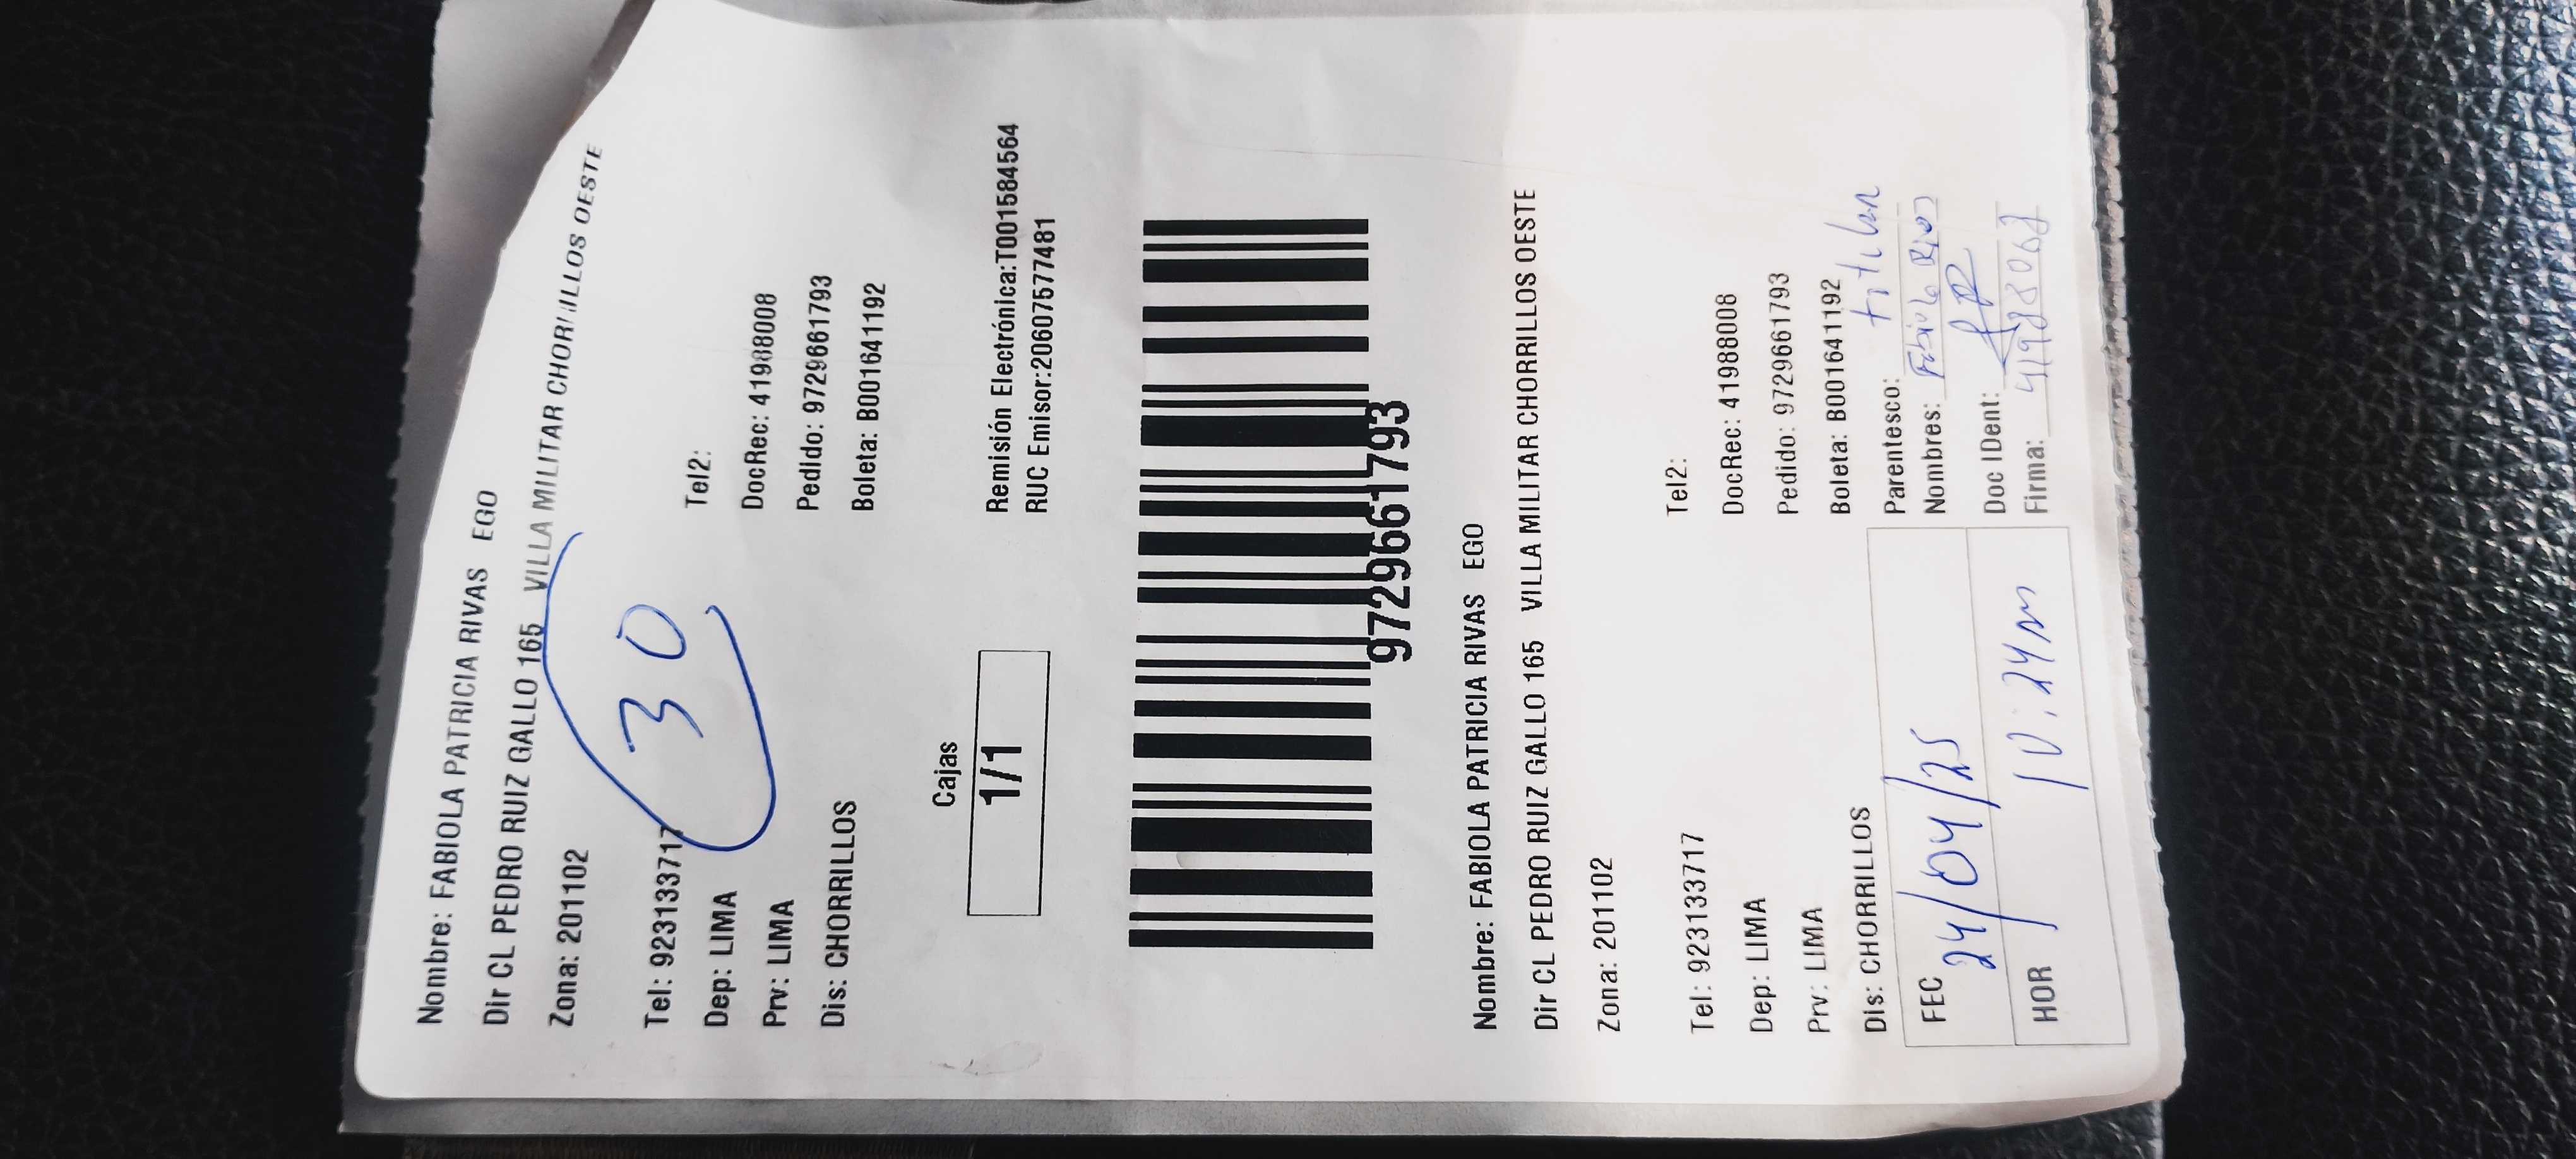 Nombre: FABIOLA PATRICIA RIVAS EGO
Dir CL PEDRO RUIZ GALLO 165 VILLA MILITAR CHORRILLOS OESTE
Zona: 201102
30
Tel: 923133717 Tel2:
Dep: LIMA DocRec: 41988008
Prv: LIMA Pedido: 9729661793
Dis: CHORRILLOS Boleta: B001641192
Cajas
1/1
Remisión Electrónica:T001584564
RUC Emisor:20607577481
9729661793
Nombre: FABIOLA PATRICIA RIVAS EGO
Dir CL PEDRO RUIZ GALLO 165 VILLA MILITAR CHORRILLOS OESTE
Zona: 201102
Tel: 923133717 Tel2:
Dep: LIMA DocRec: 41988008
Prv: LIMA Pedido: 9729661793
Dis: CHORRILLOS Boleta: B001641192
FEC 24/04/25
HOR 10:24
Parentesco: titular
Nombres: Fabiola Rivas
Doc IDent:
Firma: